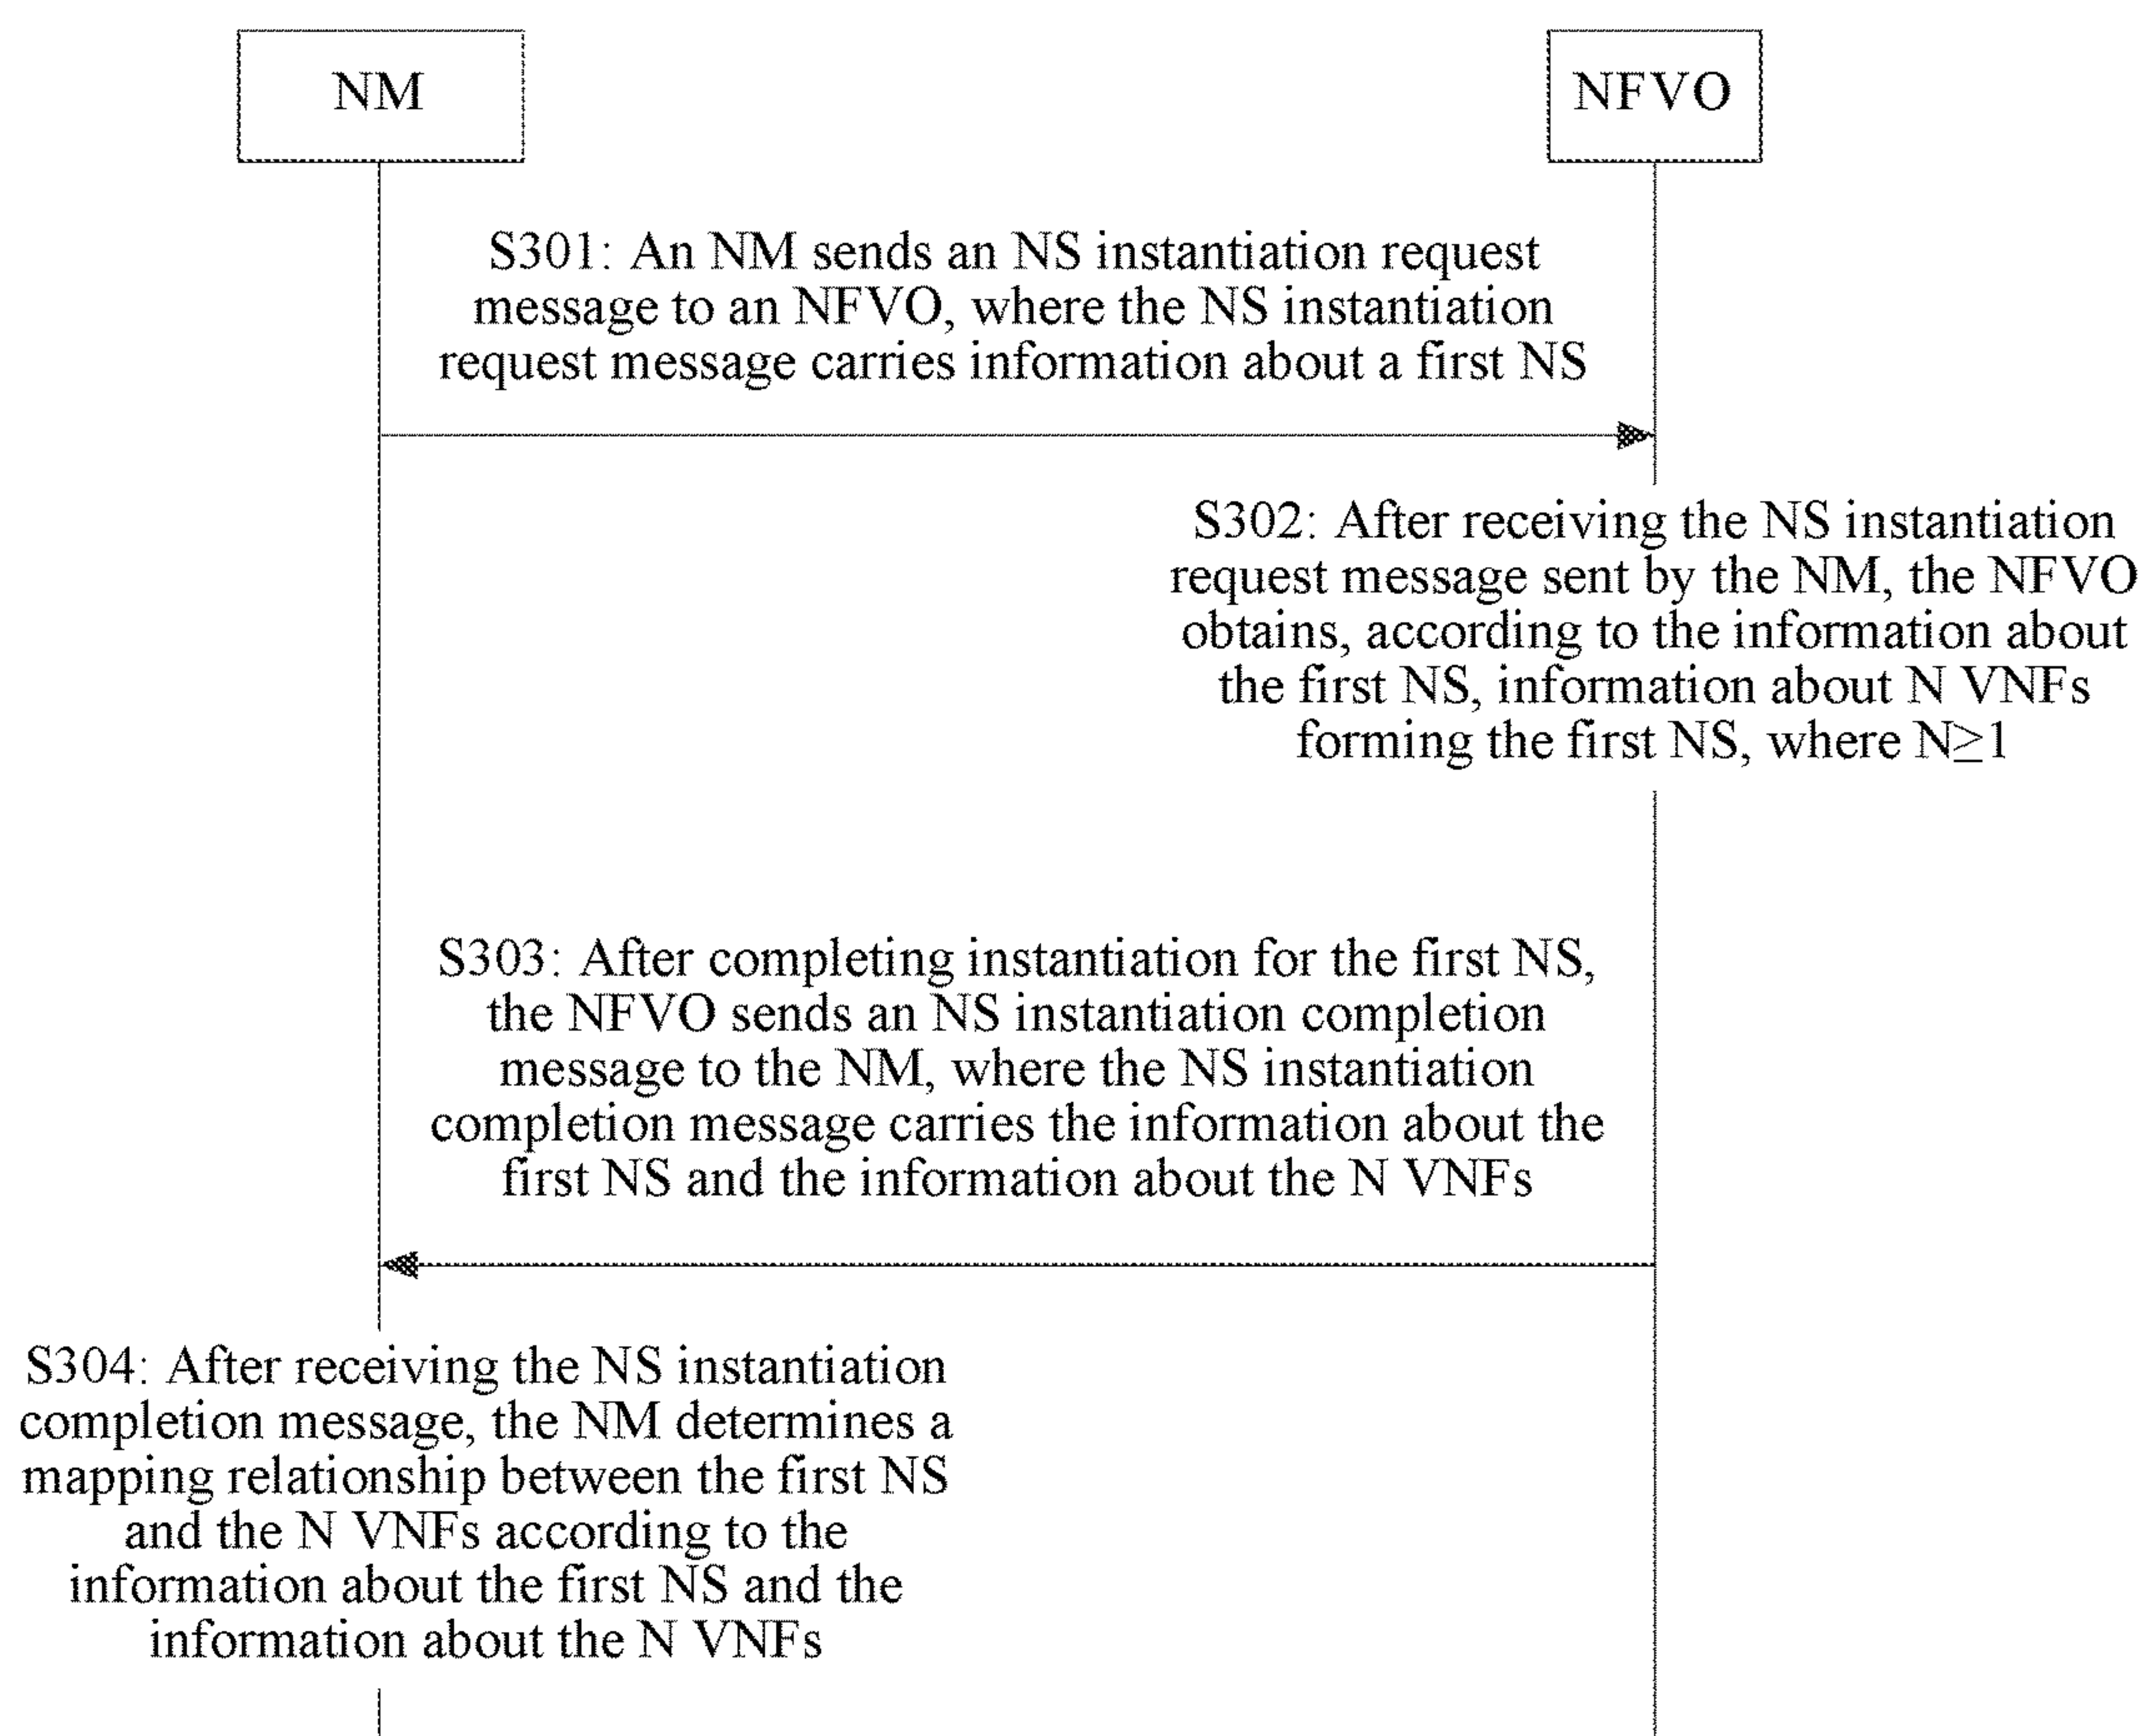 NM
NFVO
S301: An NM sends an NS instantiation request
message to an NFVO, where the NS instantiation
request message carries information about a first NS
S302: After receiving the NS instantiation
request message sent by the NM, the NFVO
obtains, according to the information about
the first NS, information about N VNFs
forming the first NS, where N≥1
S303: After completing instantiation for the first NS,
the NFVO sends an NS instantiation completion
message to the NM, where the NS instantiation
completion message carries the information about the
first NS and the information about the N VNFs
S304: After receiving the NS instantiation
completion message, the NM determines a
mapping relationship between the first NS
and the N VNFs according to the
information about the first NS and the
information about the N VNFs